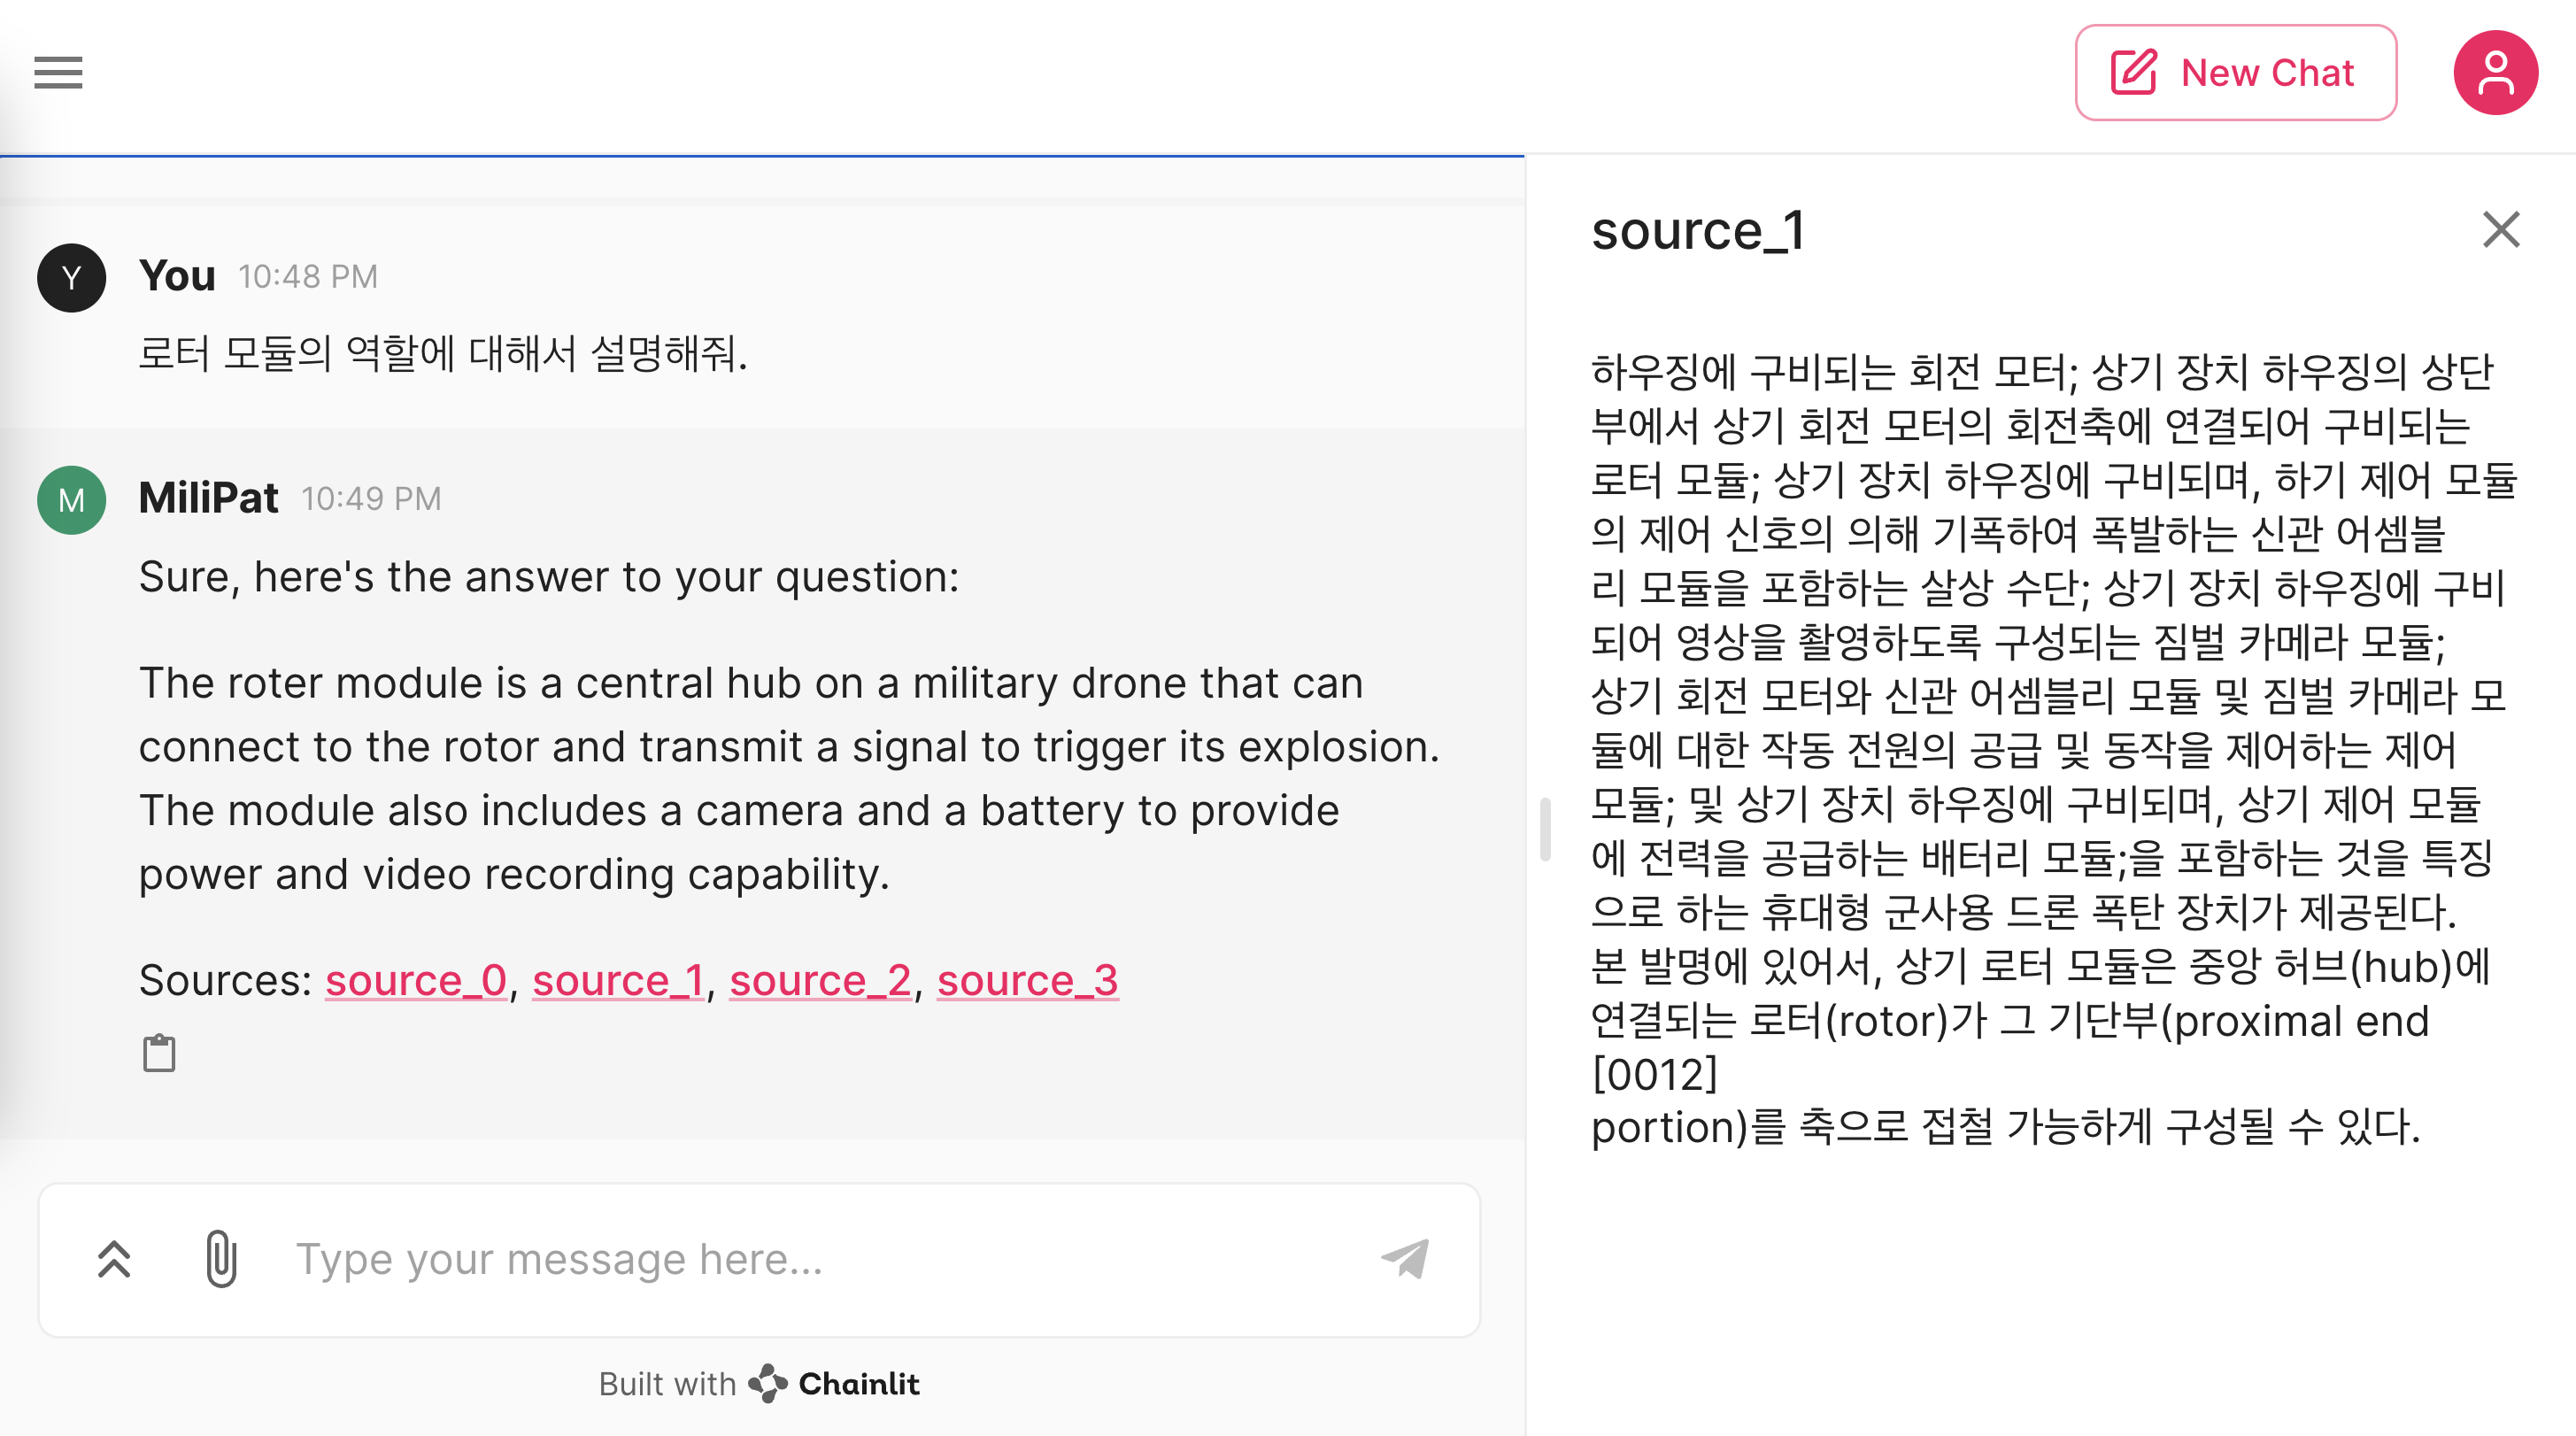 New Chat
Y
You 10:48 PM
로터 모듈의 역할에 대해서 설명해줘.
M
MiliPat 10:49 PM
Sure, here's the answer to your question:
The roter module is a central hub on a military drone that can
connect to the rotor and transmit a signal to trigger its explosion.
The module also includes a camera and a battery to provide
power and video recording capability.
Sources: source_0, source_1, source_2, source_3
Type your message here...
Built with Chainlit
source_1
하우징에 구비되는 회전 모터; 상기 장치 하우징의 상단
부에서 상기 회전 모터의 회전축에 연결되어 구비되는
로터 모듈; 상기 장치 하우징에 구비되며, 하기 제어 모듈
의 제어 신호의 의해 기폭하여 폭발하는 신관 어셈블
리 모듈을 포함하는 살상 수단; 상기 장치 하우징에 구비
되어 영상을 촬영하도록 구성되는 짐벌 카메라 모듈;
상기 회전 모터와 신관 어셈블리 모듈 및 짐벌 카메라 모
듈에 대한 작동 전원의 공급 및 동작을 제어하는 제어
모듈; 및 상기 장치 하우징에 구비되며, 상기 제어 모듈
에 전력을 공급하는 배터리 모듈;을 포함하는 것을 특징
으로 하는 휴대형 군사용 드론 폭탄 장치가 제공된다.
본 발명에 있어서, 상기 로터 모듈은 중앙 허브(hub)에
연결되는 로터(rotor)가 그 기단부(proximal end
[0012]
portion)를 축으로 접철 가능하게 구성될 수 있다.